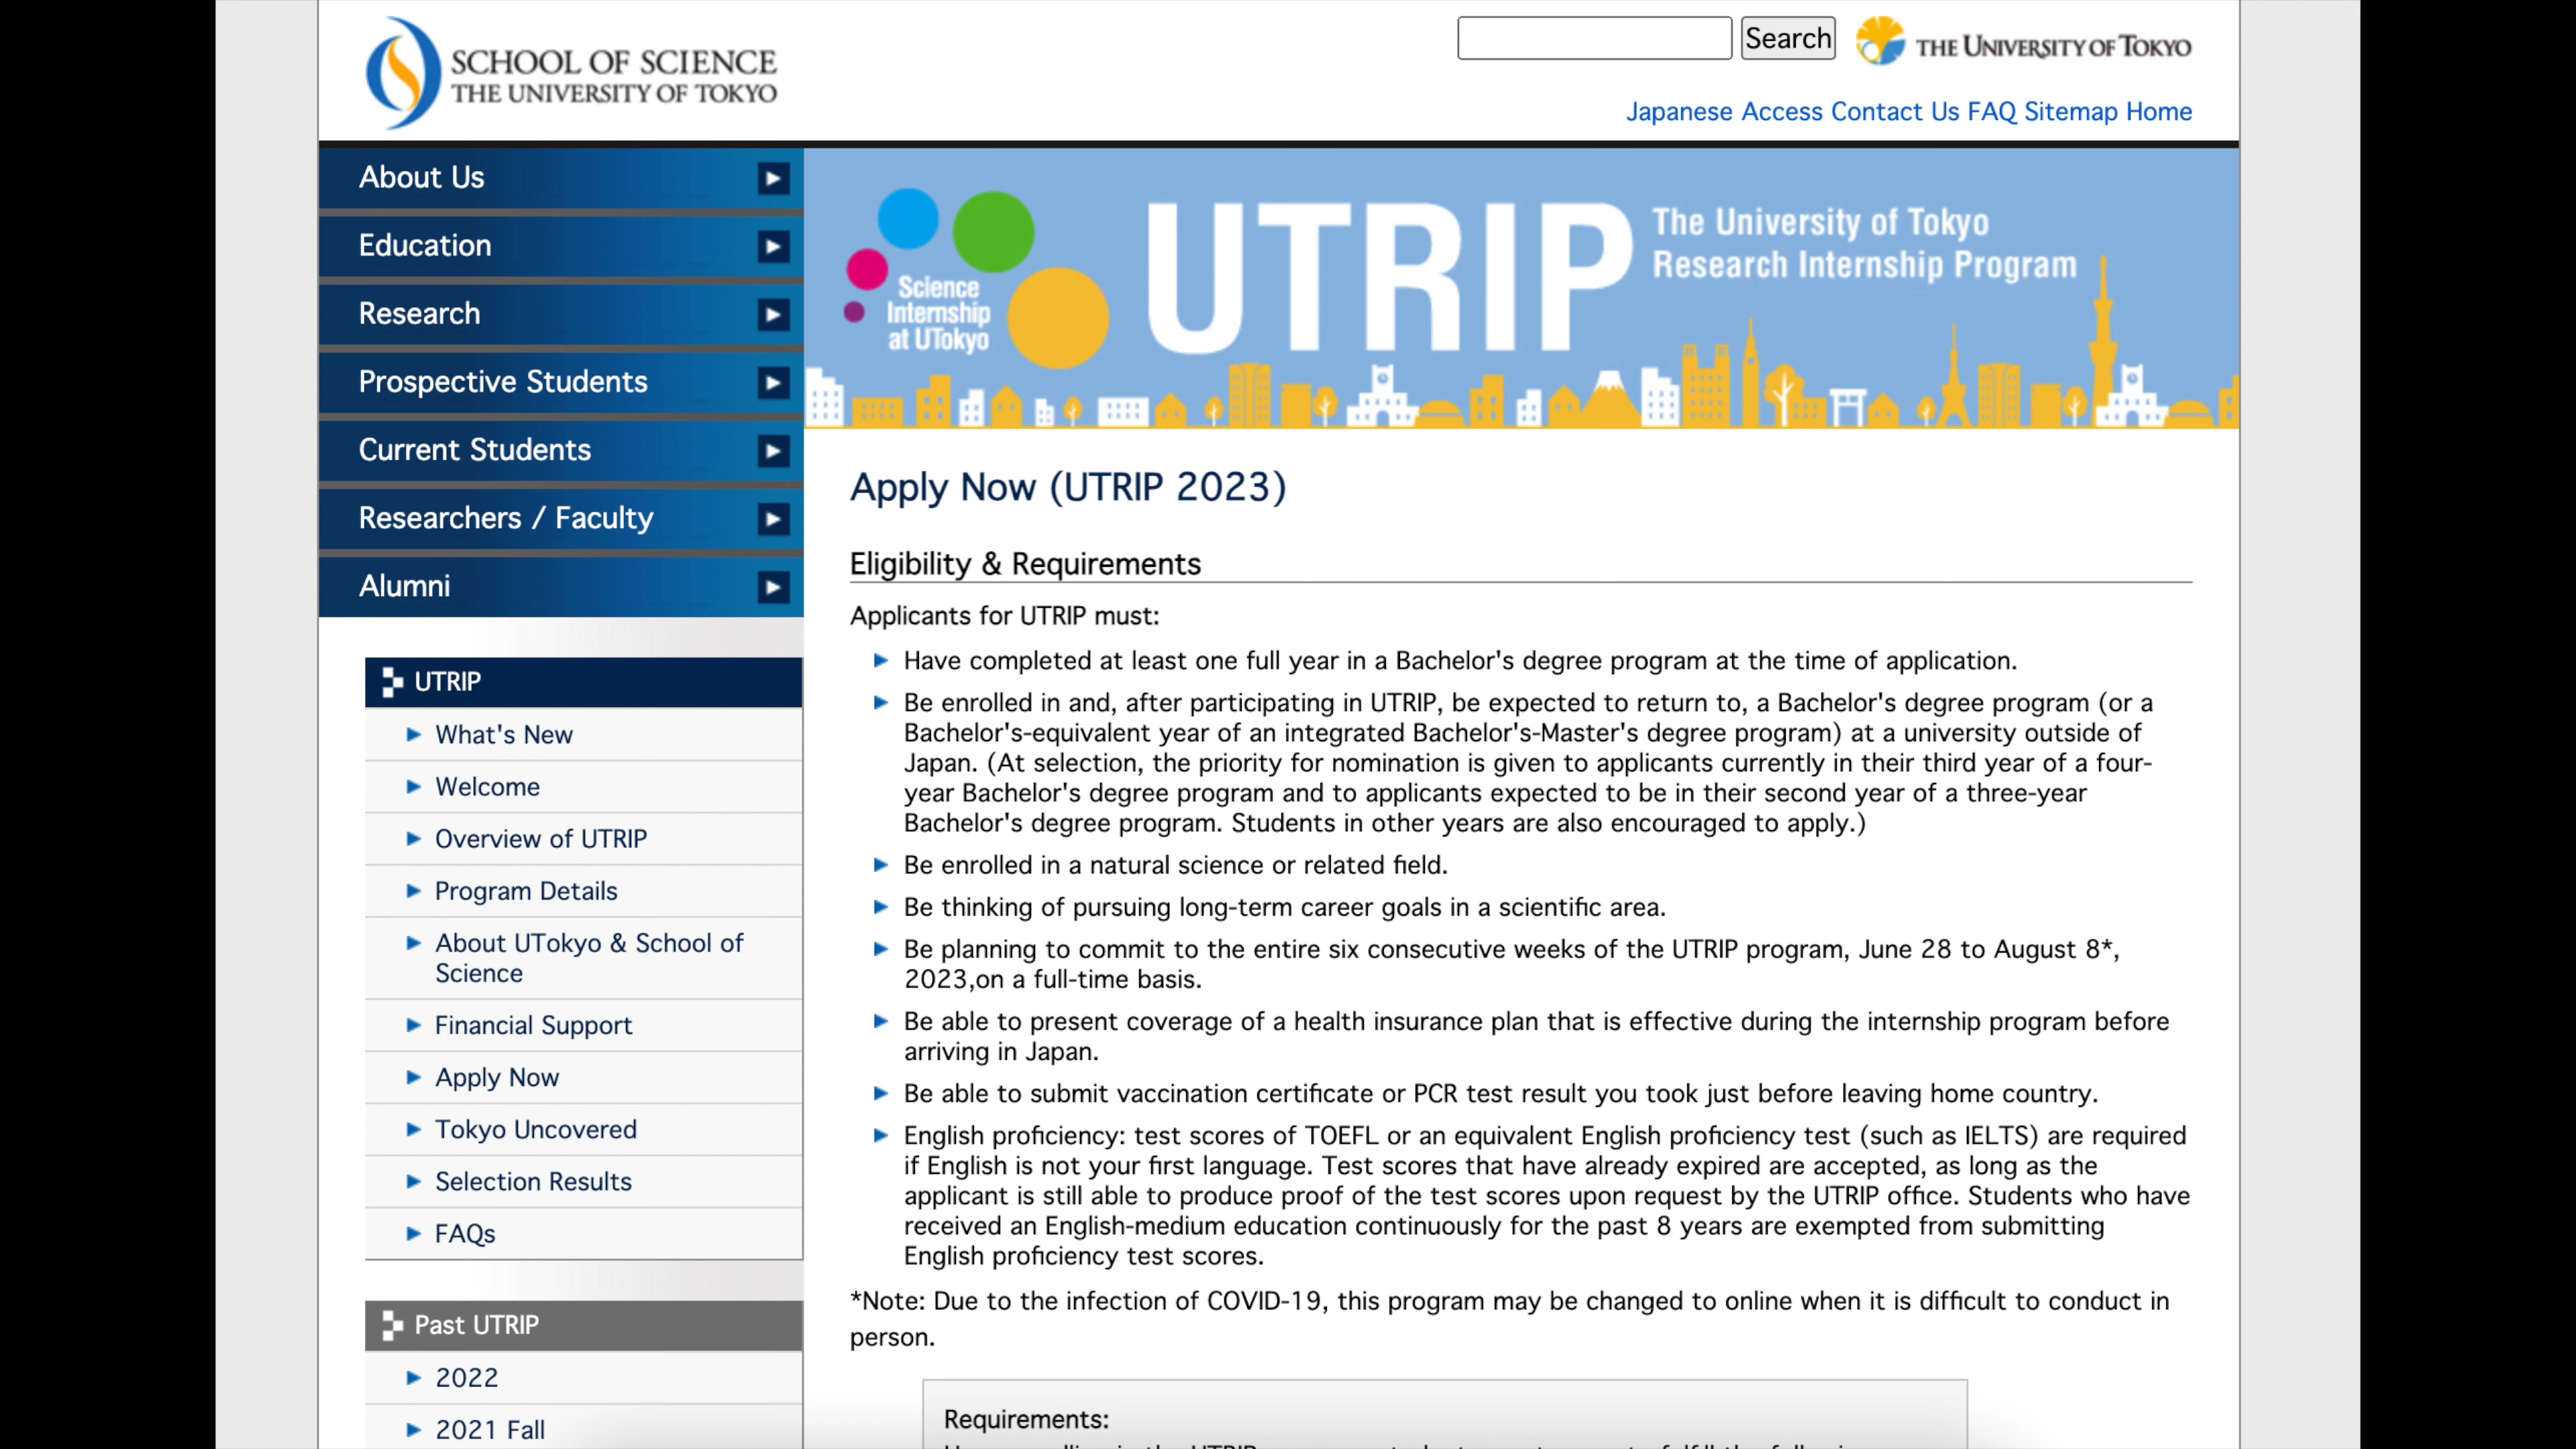 SCHOOL OF SCIENCE
THE UNIVERSITY OF TOKYO
Search
THE UNIVERSITY OF TOKYO
Japanese Access Contact Us FAQ Sitemap Home
About Us
Education
Research
Prospective Students
Current Students
Researchers / Faculty
Alumni
UTRIP
What's New
Welcome
Overview of UTRIP
Program Details
About UTokyo & School of
Science
Financial Support
Apply Now
Tokyo Uncovered
Selection Results
FAQs
Past UTRIP
2022
2021 Fall
Science
Internship
at UTokyo
UTRIP
The University of Tokyo
Research Internship Program
Apply Now (UTRIP 2023)
Eligibility & Requirements
Applicants for UTRIP must:
Have completed at least one full year in a Bachelor's degree program at the time of application.
Be enrolled in and, after participating in UTRIP, be expected to return to, a Bachelor's degree program (or a
Bachelor's-equivalent year of an integrated Bachelor's-Master's degree program) at a university outside of
Japan. (At selection, the priority for nomination is given to applicants currently in their third year of a four-
year Bachelor's degree program and to applicants expected to be in their second year of a three-year
Bachelor's degree program. Students in other years are also encouraged to apply.)
Be enrolled in a natural science or related field.
Be thinking of pursuing long-term career goals in a scientific area.
Be planning to commit to the entire six consecutive weeks of the UTRIP program, June 28 to August 8*,
2023,on a full-time basis.
Be able to present coverage of a health insurance plan that is effective during the internship program before
arriving in Japan.
Be able to submit vaccination certificate or PCR test result you took just before leaving home country.
English proficiency: test scores of TOEFL or an equivalent English proficiency test (such as IELTS) are required
if English is not your first language. Test scores that have already expired are accepted, as long as the
applicant is still able to produce proof of the test scores upon request by the UTRIP office. Students who have
received an English-medium education continuously for the past 8 years are exempted from submitting
English proficiency test scores.
*Note: Due to the infection of COVID-19, this program may be changed to online when it is difficult to conduct in
person.
Requirements: